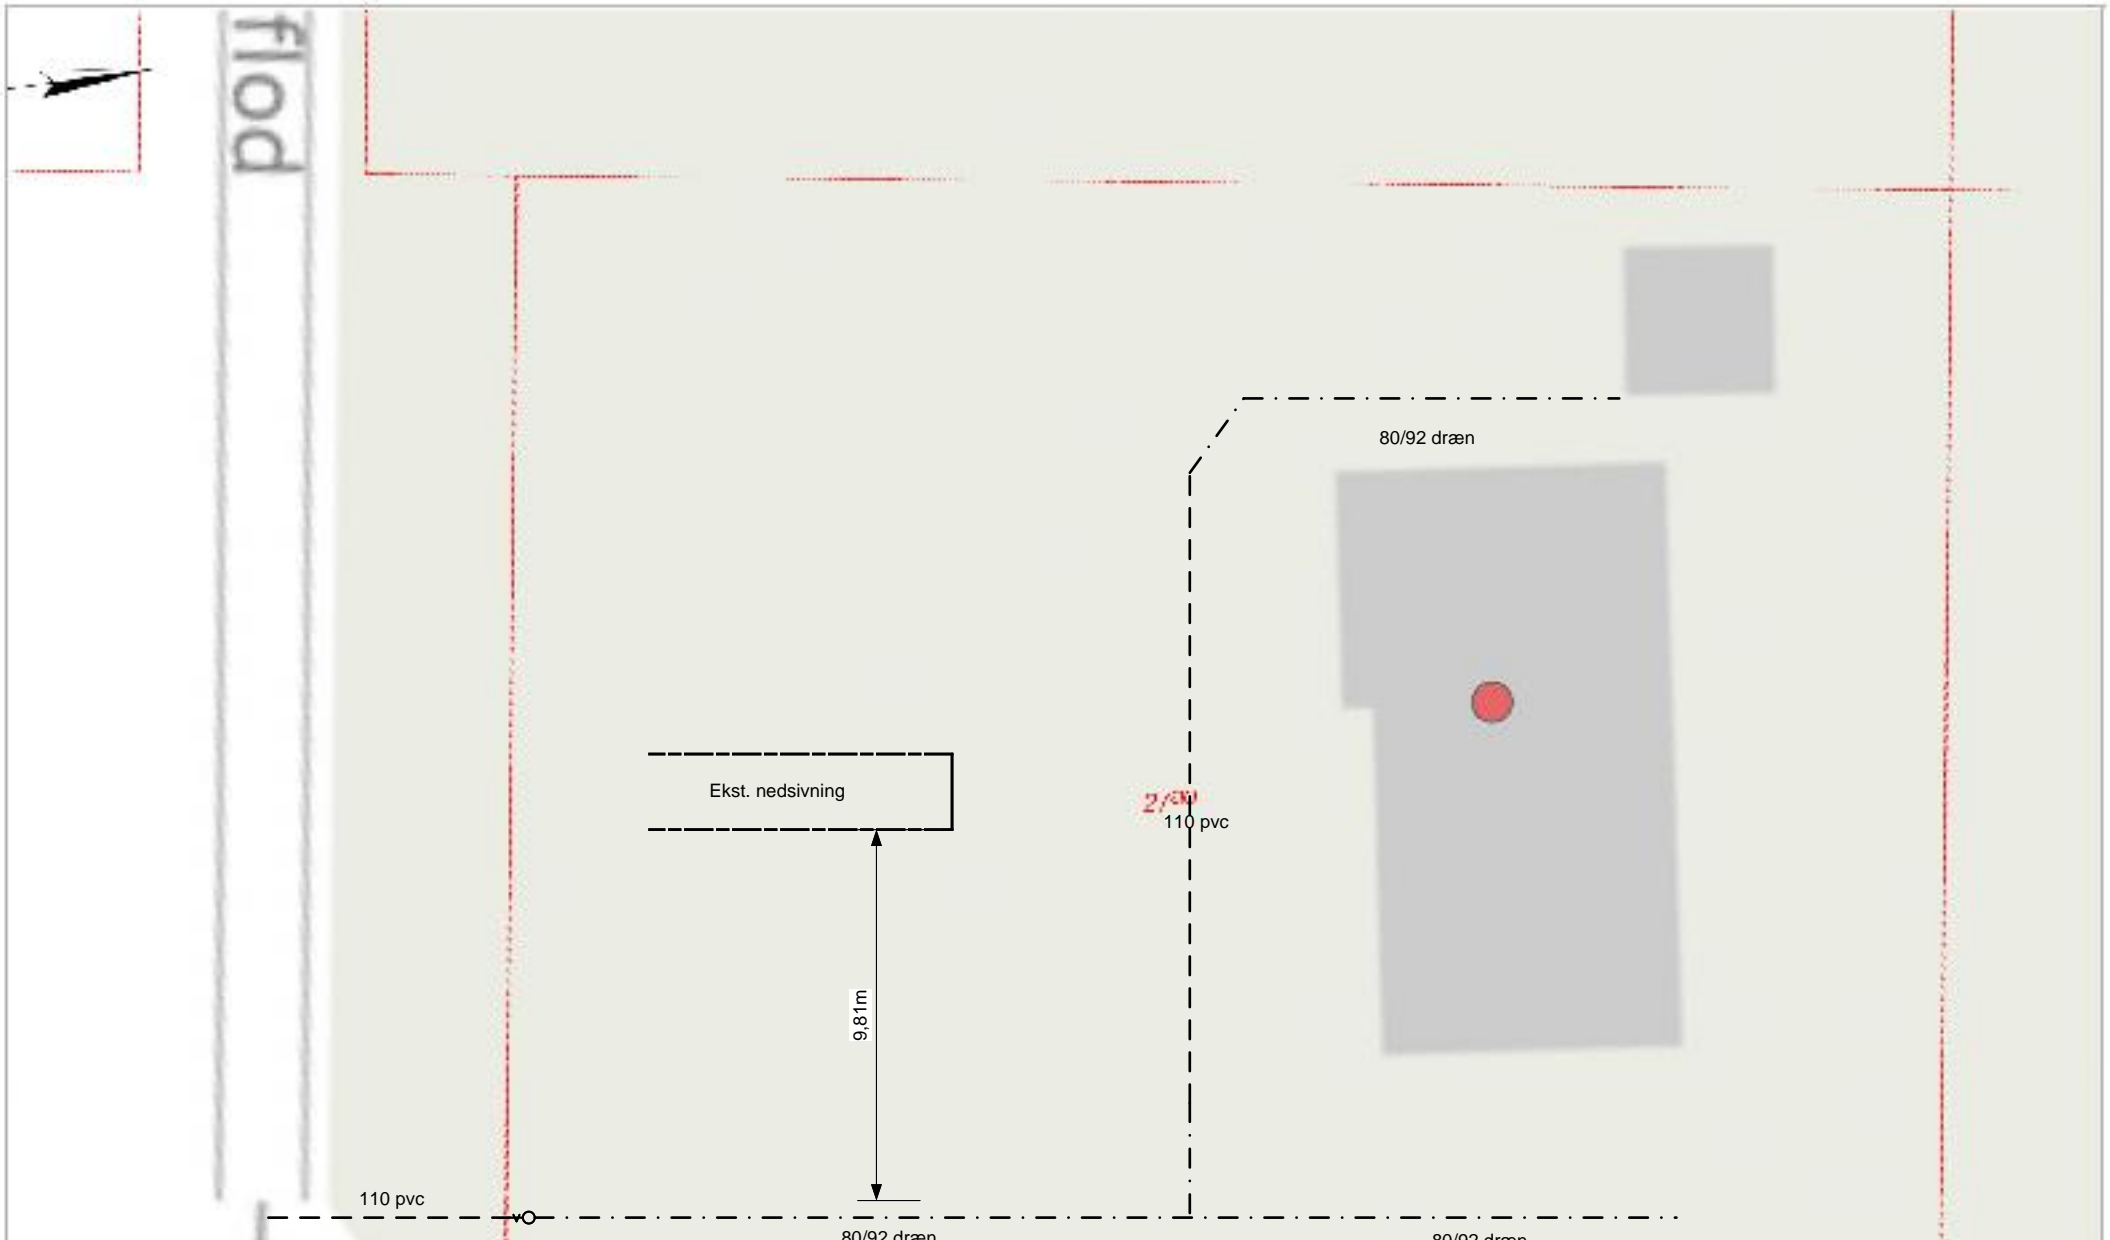 flod
80/92 dræn
Ekst. nedsivning
110 pvc
9,81m
110 pvc
80/92 dræn
80/92 dræn